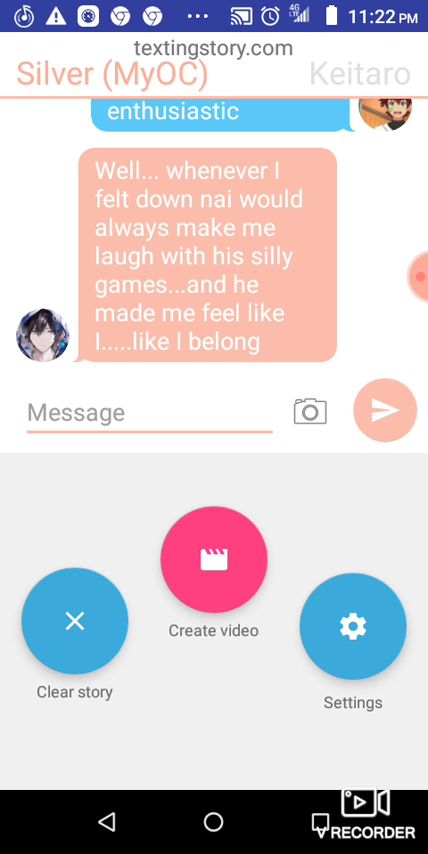 4G
LTE
11:22 PM
textingstory.com
Silver (MyOC)
Keitaro
enthusiastic
Well... whenever I
felt down nai would
always make me
laugh with his silly
games...and he
made me feel like
I.....like I belong
Message
Create video
Clear story
Settings
V RECORDER